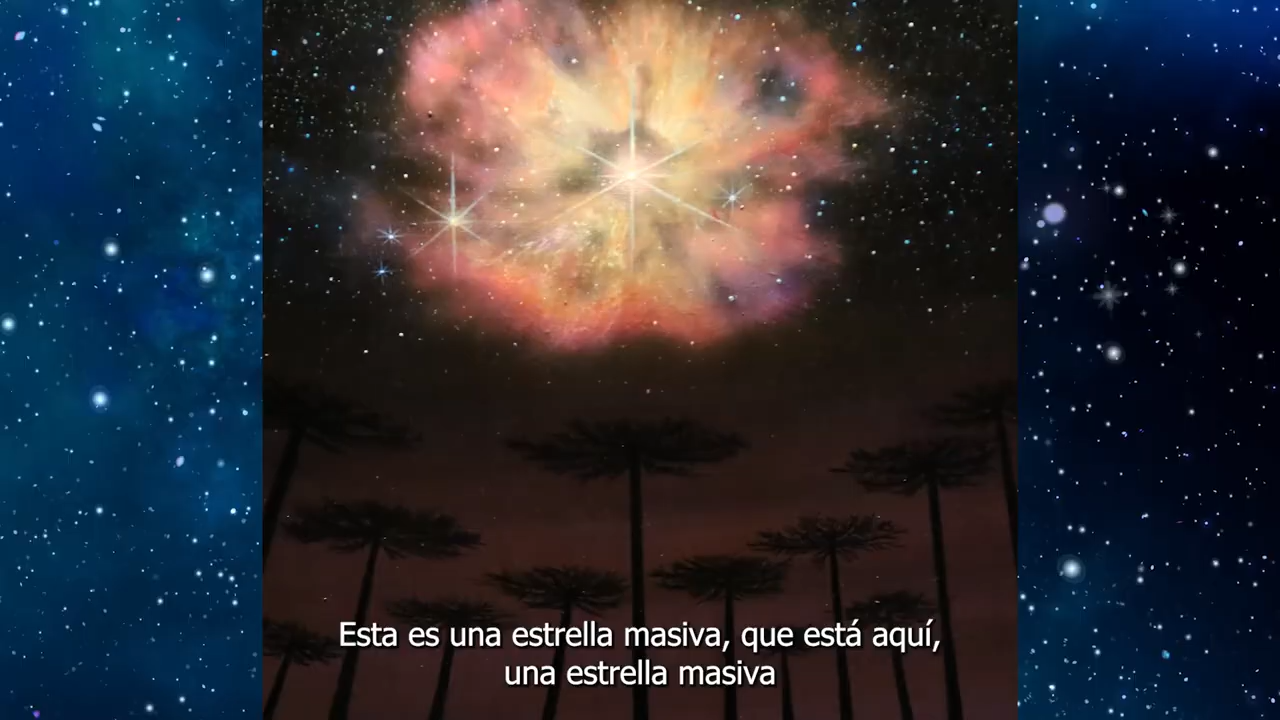 Esta es una estrella masiva, que está aquí,
una estrella masiva